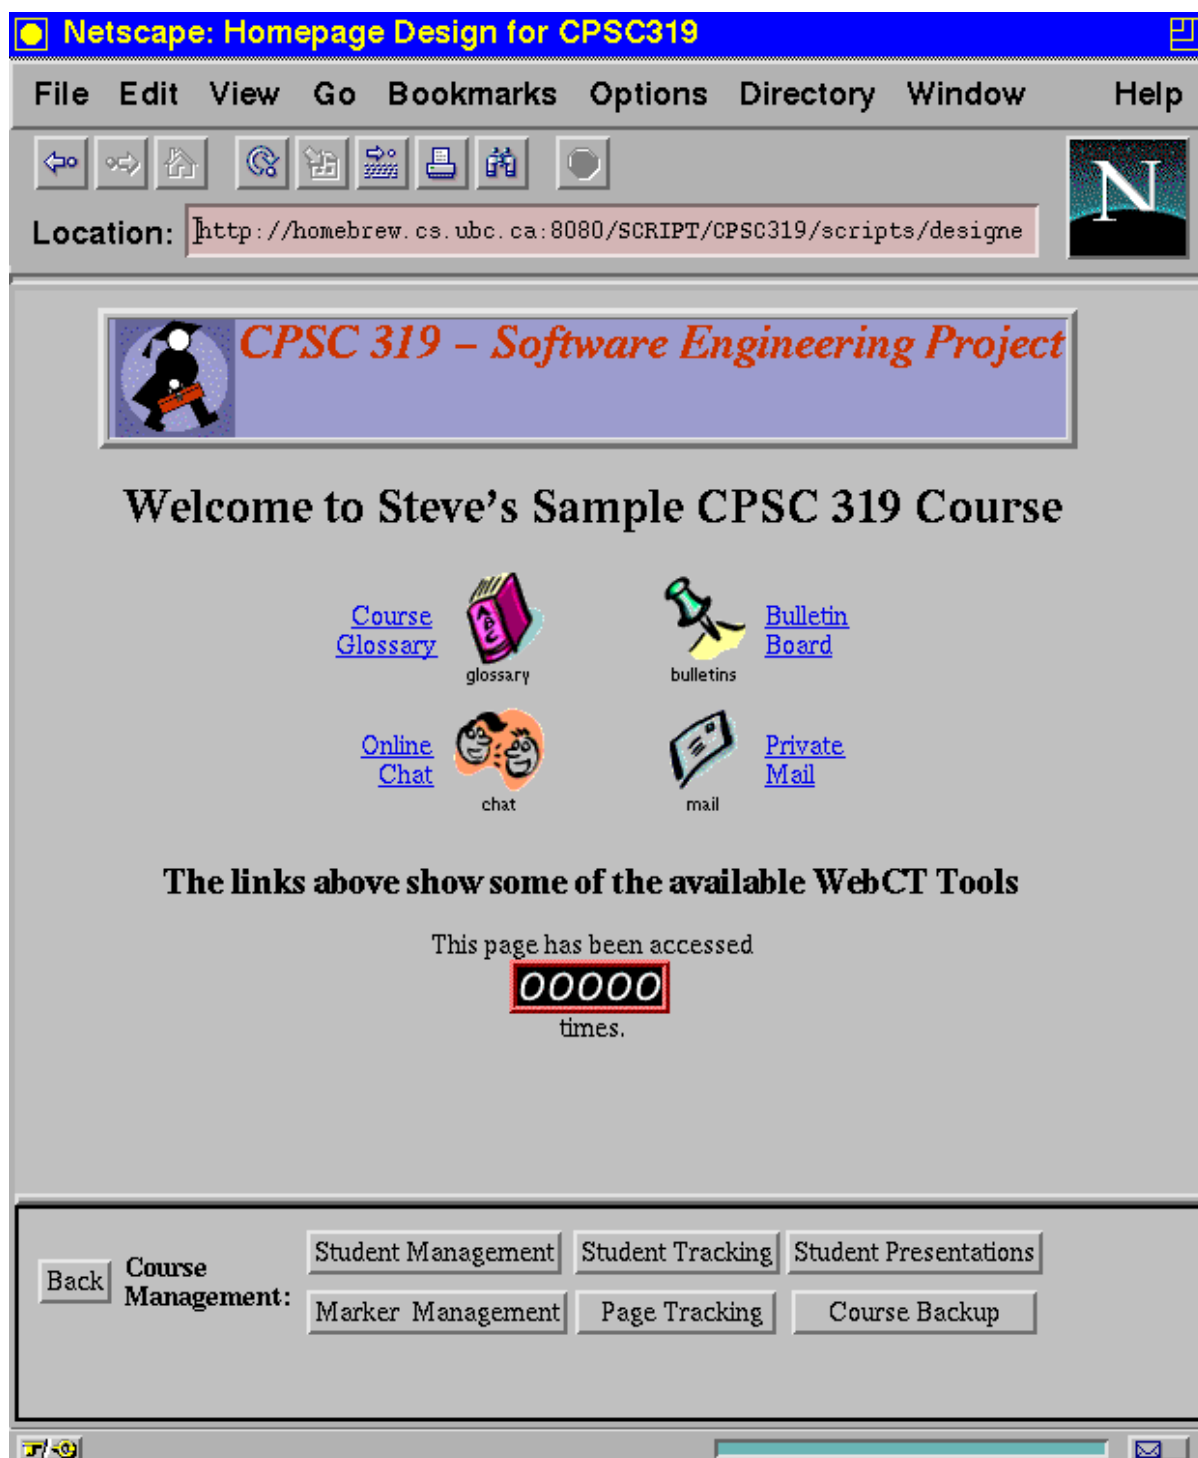 Netscape: Homepage Design for CPSC319
File Edit View Go Bookmarks Options Directory Window Help
N
Location: http://homebrew.cs.ubc.ca:8080/SCRIPT/CPSC319/scripts/designe
CPSC 319 – Software Engineering Project
Welcome to Steve's Sample CPSC 319 Course
Course
Glossary
ABC
glossary
bulletins
Bulletin
Board
Online
Chat
chat
mail
Private
Mail
The links above show some of the available WebCT Tools
This page has been accessed
00000
times.
Back
Course
Management:
Student Management Student Tracking Student Presentations
Marker Management Page Tracking Course Backup